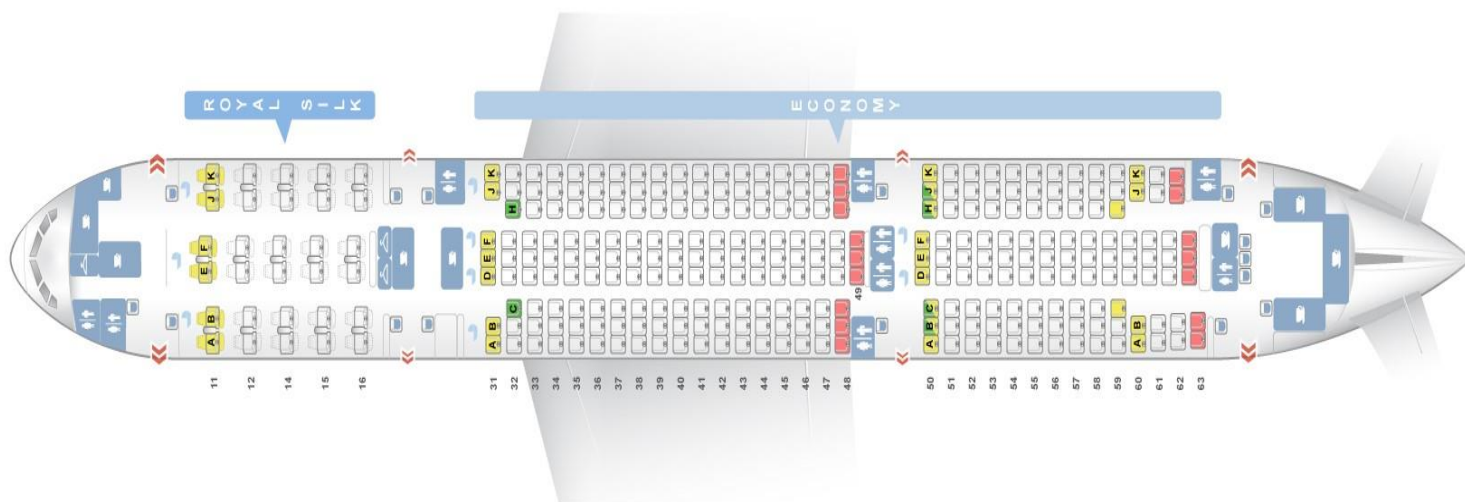 ROYAL SILK
ECONOMY
K K K K
J J J J
H H
F F F
E E E
D D
C C
B B B B
A A A A
49
11 12 14 15 16 31 32 33 34 35 36 37 38 39 40 41 42 43 44 45 46 47 48 50 51 52 53 54 55 56 57 58 59 60 61 62 63